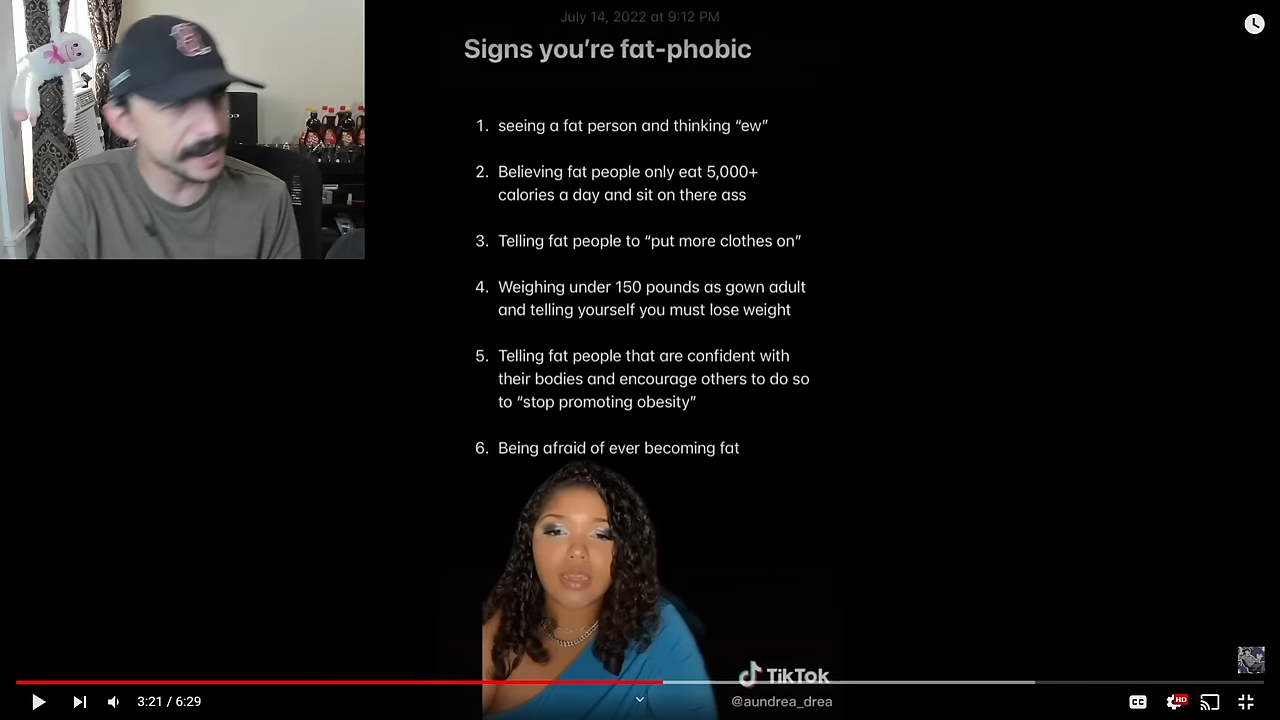 July 14, 2022 at 9:12 PM
Signs you’re fat-phobic
1. seeing a fat person and thinking “ew”
2. Believing fat people only eat 5,000+
calories a day and sit on there ass
3. Telling fat people to “put more clothes on”
4. Weighing under 150 pounds as gown adult
and telling yourself you must lose weight
5. Telling fat people that are confident with
their bodies and encourage others to do so
to “stop promoting obesity”
6. Being afraid of ever becoming fat
TikTok
@aundrea_drea
3:21 / 6:29
CC
HD